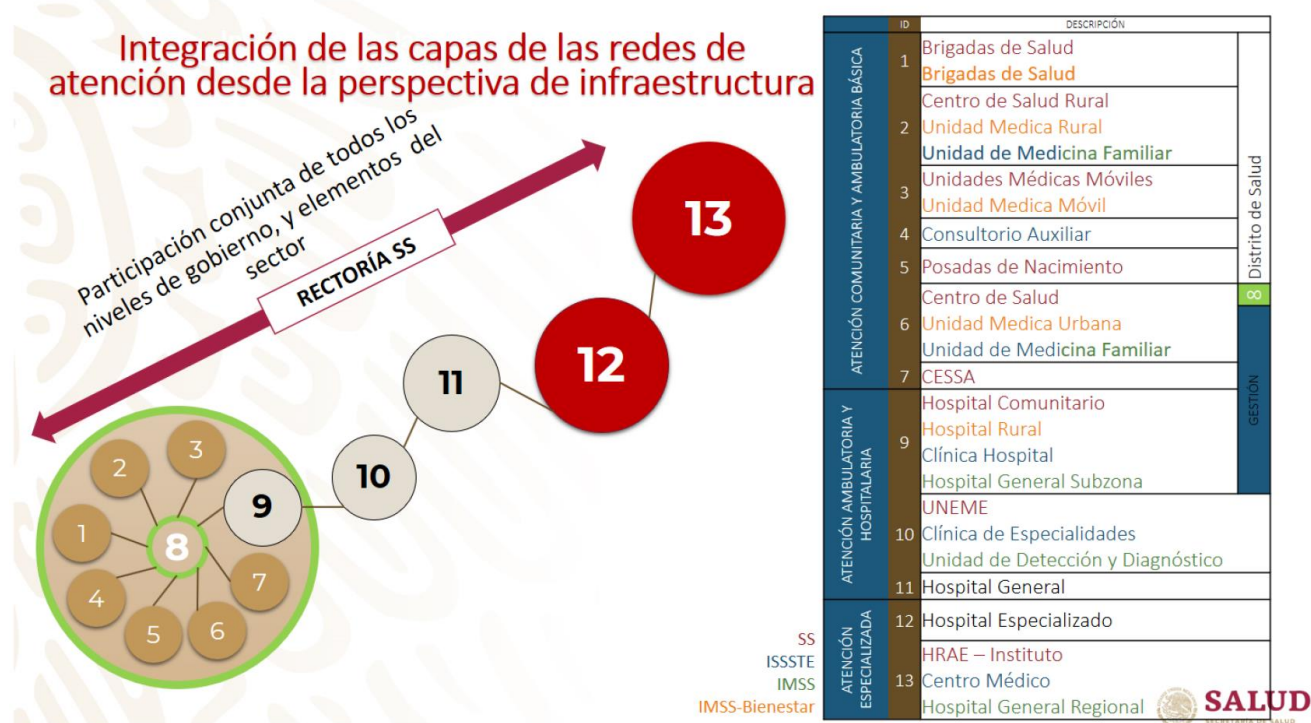 Integración de las capas de las redes de
atención desde la perspectiva de infraestructura
Participación conjunta de todos los
niveles de gobierno, y elementos del
sector
RECTORÍA SS
13
12
11
10
9
3
2
1
8
7
4
5
6
SS
ISSSTE
IMSS
IMSS-Bienestar
ID DESCRIPCIÓN
ATENCIÓN COMUNITARIA Y AMBULATORIA BÁSICA
1
Brigadas de Salud
Brigadas de Salud
2
Centro de Salud Rural
Unidad Medica Rural
Unidad de Medicina Familiar
3
Unidades Médicas Móviles
Unidad Medica Móvil
4 Consultorio Auxiliar
5 Posadas de Nacimiento
6
Centro de Salud
Unidad Medica Urbana
Unidad de Medicina Familiar
7 CESSA
Distrito de Salud
8
GESTIÓN
ATENCIÓN AMBULATORIA Y
HOSPITALARIA
9
Hospital Comunitario
Hospital Rural
Clínica Hospital
Hospital General Subzona
10
UNEME
Clínica de Especialidades
Unidad de Detección y Diagnóstico
11 Hospital General
ATENCIÓN
ESPECIALIZADA
12 Hospital Especializado
13
HRAE – Instituto
Centro Médico
Hospital General Regional
SALUD
SECRETARÍA DE SALUD